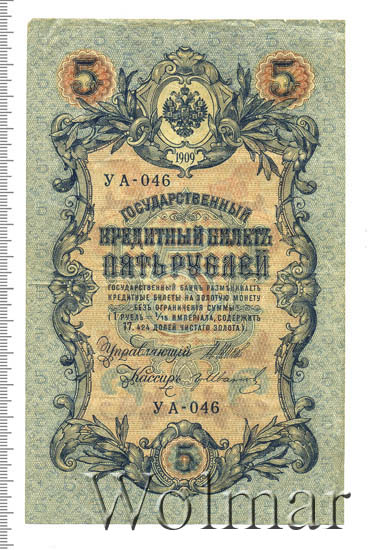 5 5
1909
УА-046
ГОСУДАРСТВЕННЫЙ
КРЕДИТНЫЙ БИЛЕТЪ
ПЯТЬ РУБЛЕЙ
ГОСУДАРСТВЕННЫЙ БАНКЪ РАЗМѢНИВАЕТЪ
КРЕДИТНЫЕ БИЛЕТЫ НА ЗОЛОТУЮ МОНЕТУ
БЕЗЪ ОГРАНИЧЕНІЯ СУММЫ
(1 РУБЛЬ = 1/15 ИМПЕРІАЛА, СОДЕРЖИТЪ
17,424 ДОЛЕЙ ЧИСТАГО ЗОЛОТА).
Управляющій
Кассиръ
УА-046
5
Wolmar